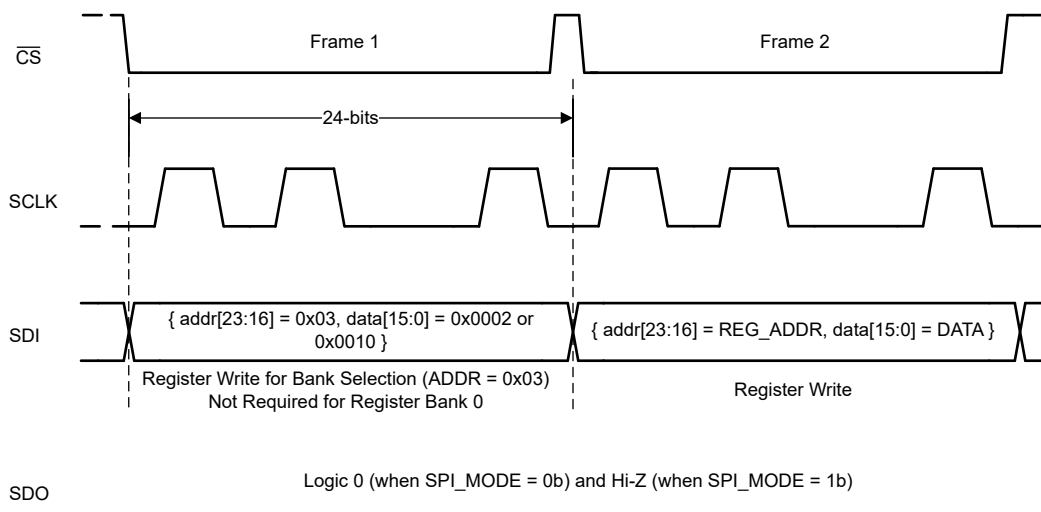 CS
Frame 1
Frame 2
24-bits
SCLK
SDI
{ addr[23:16] = 0x03, data[15:0] = 0x0002 or
0x0010 }
{ addr[23:16] = REG_ADDR, data[15:0] = DATA }
Register Write for Bank Selection (ADDR = 0x03)
Not Required for Register Bank 0
Register Write
SDO
Logic 0 (when SPI_MODE = 0b) and Hi-Z (when SPI_MODE = 1b)